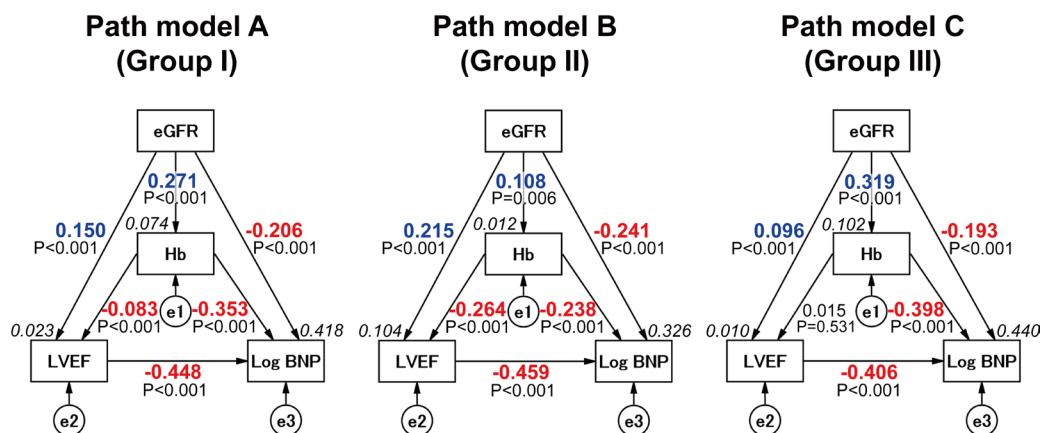 Path model A
(Group I)
eGFR
0.271
P<0.001
0.150
P<0.001
0.074
-0.206
P<0.001
Hb
-0.083
P<0.001
e1
-0.353
P<0.001
0.023
0.418
LVEF
Log BNP
-0.448
P<0.001
e2
e3
Path model B
(Group II)
eGFR
0.108
P=0.006
0.215
P<0.001
0.012
-0.241
P<0.001
Hb
-0.264
P<0.001
e1
-0.238
P<0.001
0.104
0.326
LVEF
Log BNP
-0.459
P<0.001
e2
e3
Path model C
(Group III)
eGFR
0.319
P<0.001
0.096
P<0.001
0.102
-0.193
P<0.001
Hb
0.015
P=0.531
e1
-0.398
P<0.001
0.010
0.440
LVEF
Log BNP
-0.406
P<0.001
e2
e3